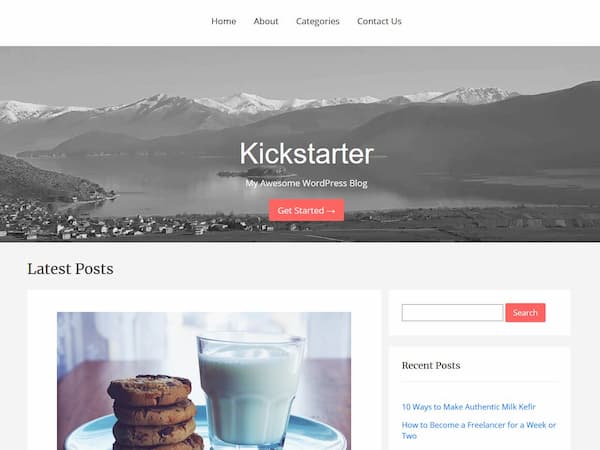 Home About Categories Contact Us
Kickstarter
My Awesome WordPress Blog
Get Started →
Latest Posts
Search
Recent Posts
10 Ways to Make Authentic Milk Kefir
How to Become a Freelancer for a Week or
Two